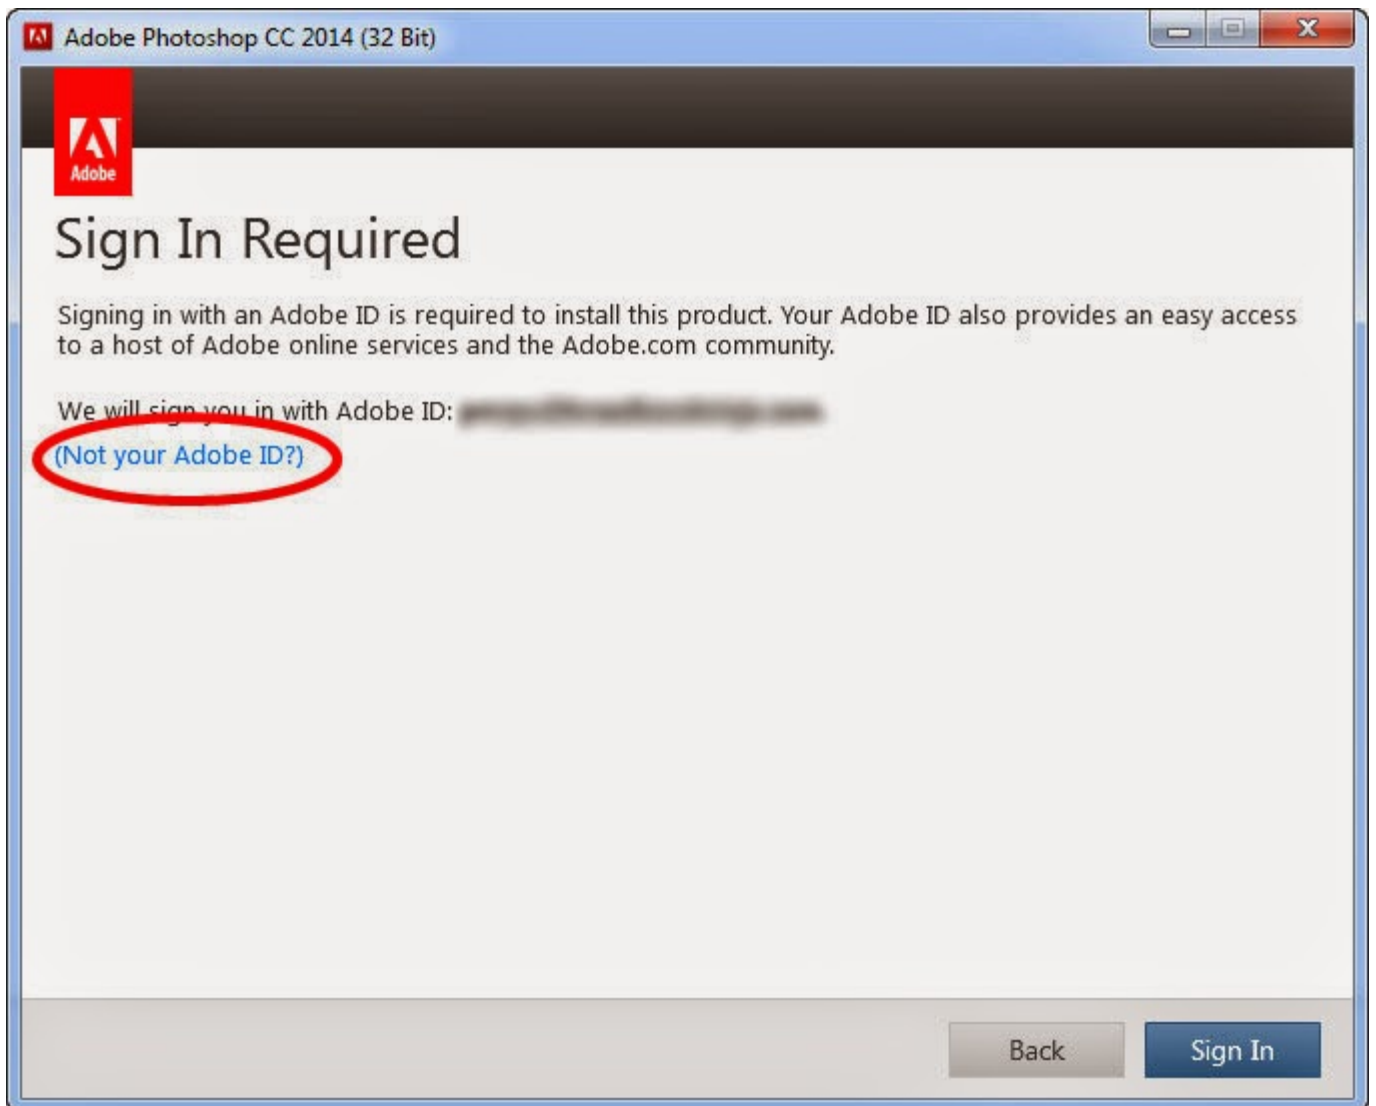 Adobe Photoshop CC 2014 (32 Bit)
Adobe
Sign In Required
Signing in with an Adobe ID is required to install this product. Your Adobe ID also provides an easy access
to a host of Adobe online services and the Adobe.com community.
We will sign you in with Adobe ID:
(Not your Adobe ID?)
Back
Sign In